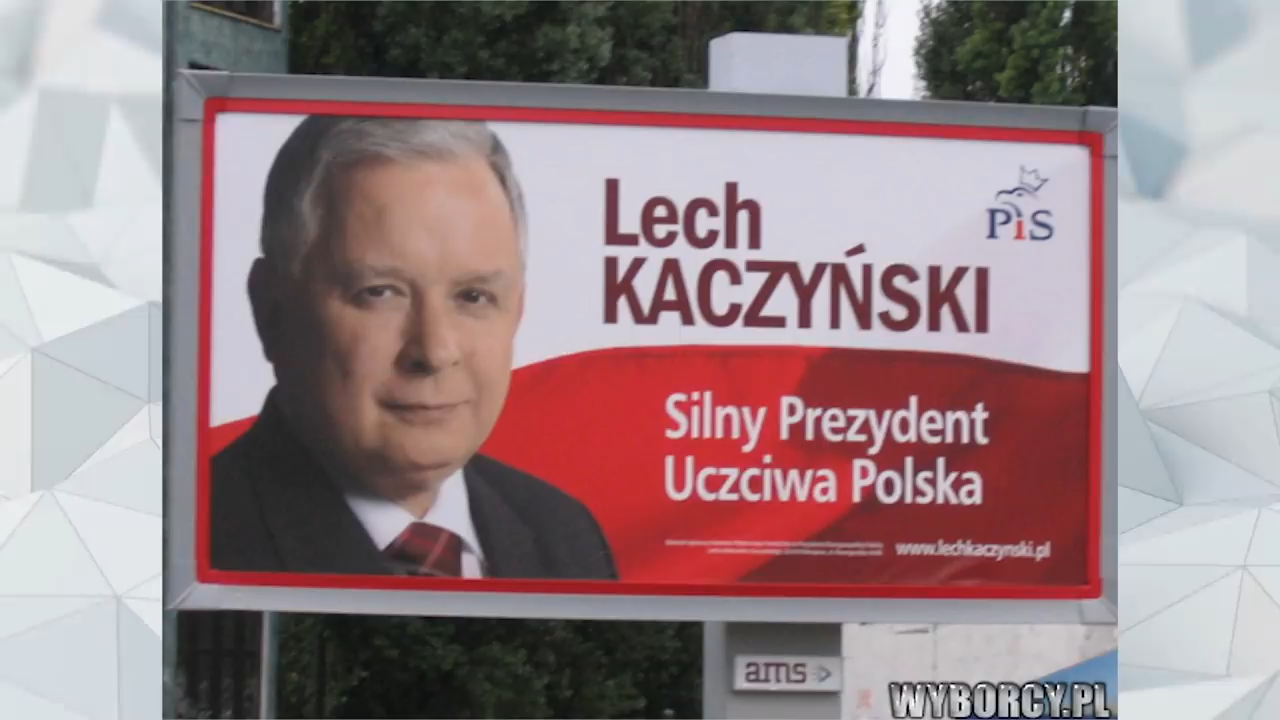 Lech
KACZYŃSKI
PiS
Silny Prezydent
Uczciwa Polska
www.lechkaczynski.pl
ams
WYBORCY.PL